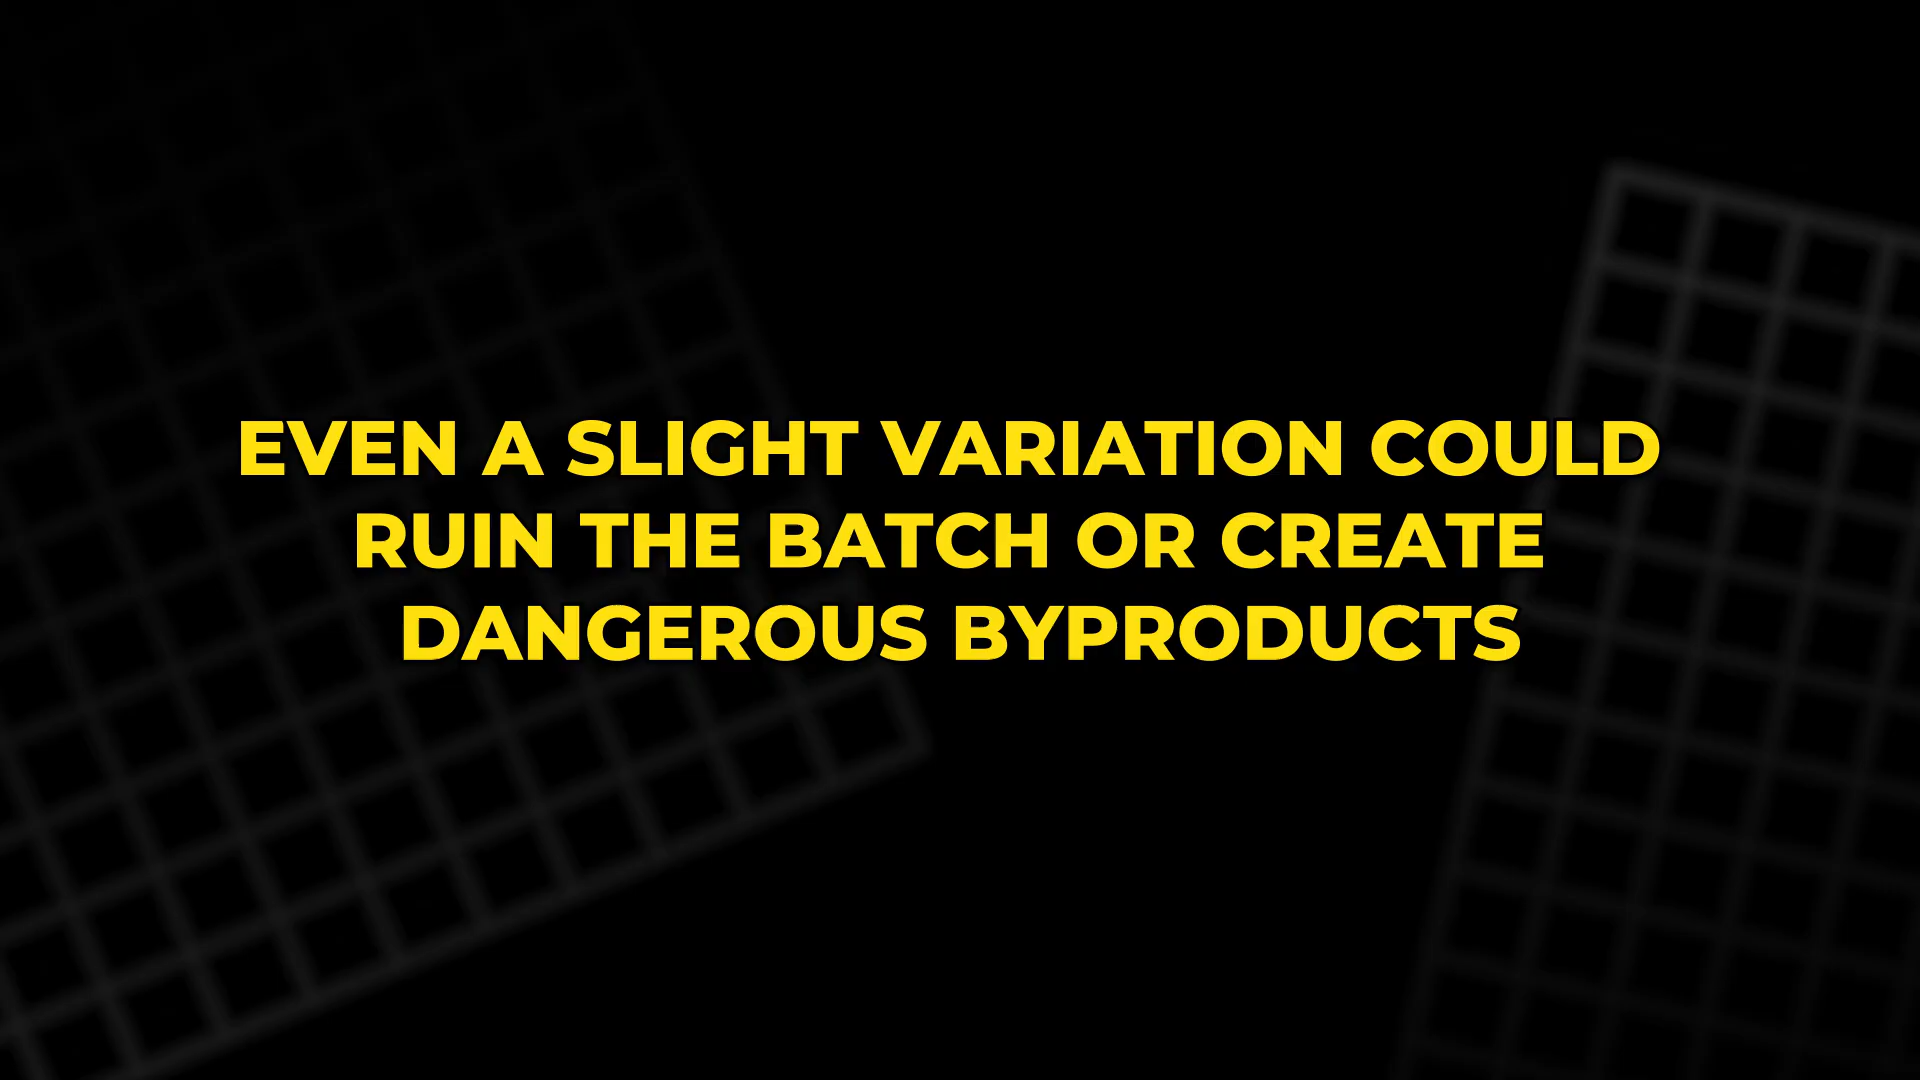 EVEN A SLIGHT VARIATION COULD
RUIN THE BATCH OR CREATE
DANGEROUS BYPRODUCTS